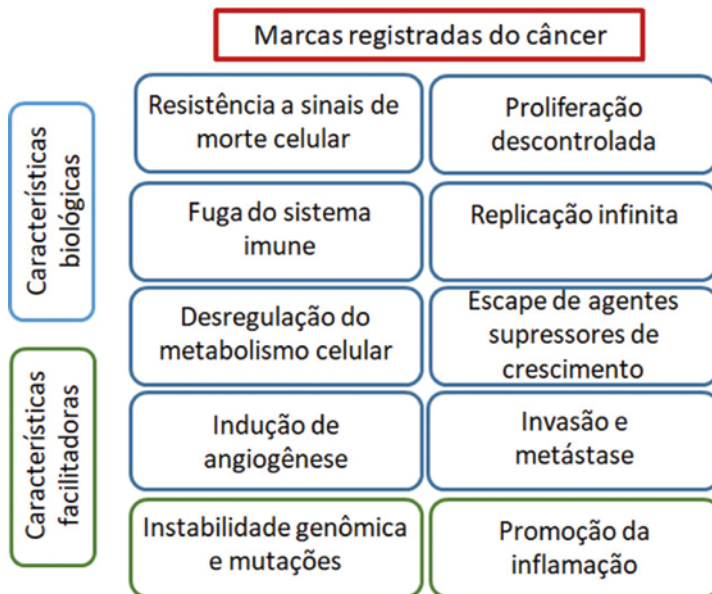 Marcas registradas do câncer
Características
biológicas
Resistência a sinais de
morte celular
Proliferação
descontrolada
Fuga do sistema
imune
Replicação infinita
Desregulação do
metabolismo celular
Escape de agentes
supressores de
crescimento
Características
facilitadoras
Indução de
angiogênese
Invasão e
metástase
Instabilidade genômica
e mutações
Promoção da
inflamação